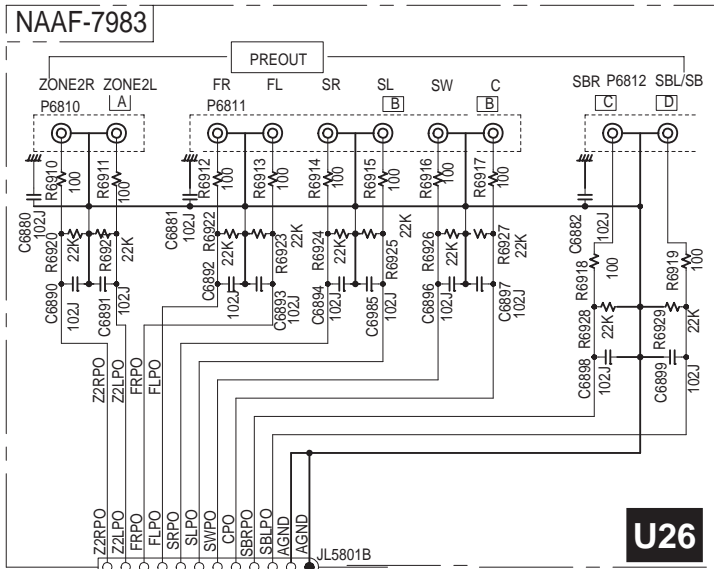 NAAF-7983
PREOUT
ZONE2R ZONE2L FR FL SR SL SW C SBR P6812 SBL/SB
P6810 A P6811 B B C D
R6910 100 R6911 100 R6912 100 R6913 100 R6914 100 R6915 100 R6916 100 R6917 100
C6880 102J C6881 102J C6882 102J
R6918 100 R6919 100
R6920 22K R6921 22K R6922 22K R6923 22K R6924 22K R6925 22K R6926 22K R6927 22K
C6890 102J C6891 102J C6892 102J C6893 102J C6894 102J C6985 102J C6896 102J C6897 102J
R6928 22K R6929 22K
C6898 102J C6899 102J
Z2RPO Z2LPO FRPO FLPO
Z2RPO Z2LPO FRPO FLPO SRPO SLPO SWPO CPO SBRPO SBLPO AGND AGND
JL5801B
U26